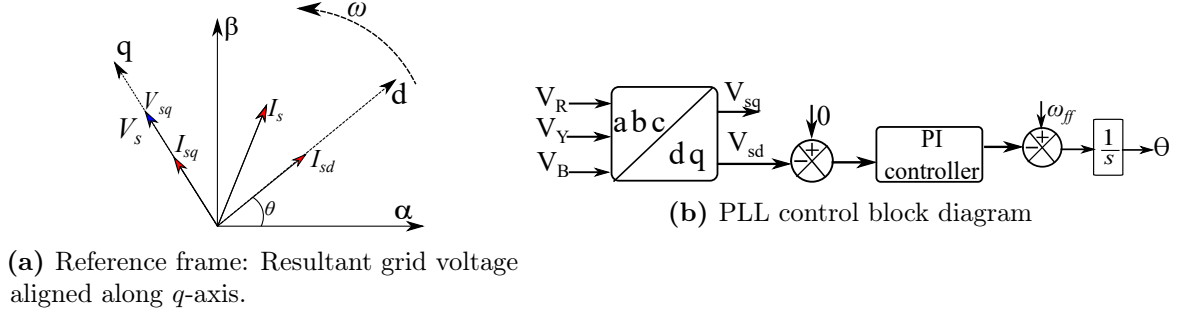 ω
β
q
d
V_sq
V_s
I_s
I_sq
I_sd
θ
α
(a) Reference frame: Resultant grid voltage
aligned along q-axis.
V_R
V_Y
V_B
a b c
d q
V_sq
V_sd
0
+
−
PI
controller
ω_ff
+
−
1
s
Θ
(b) PLL control block diagram